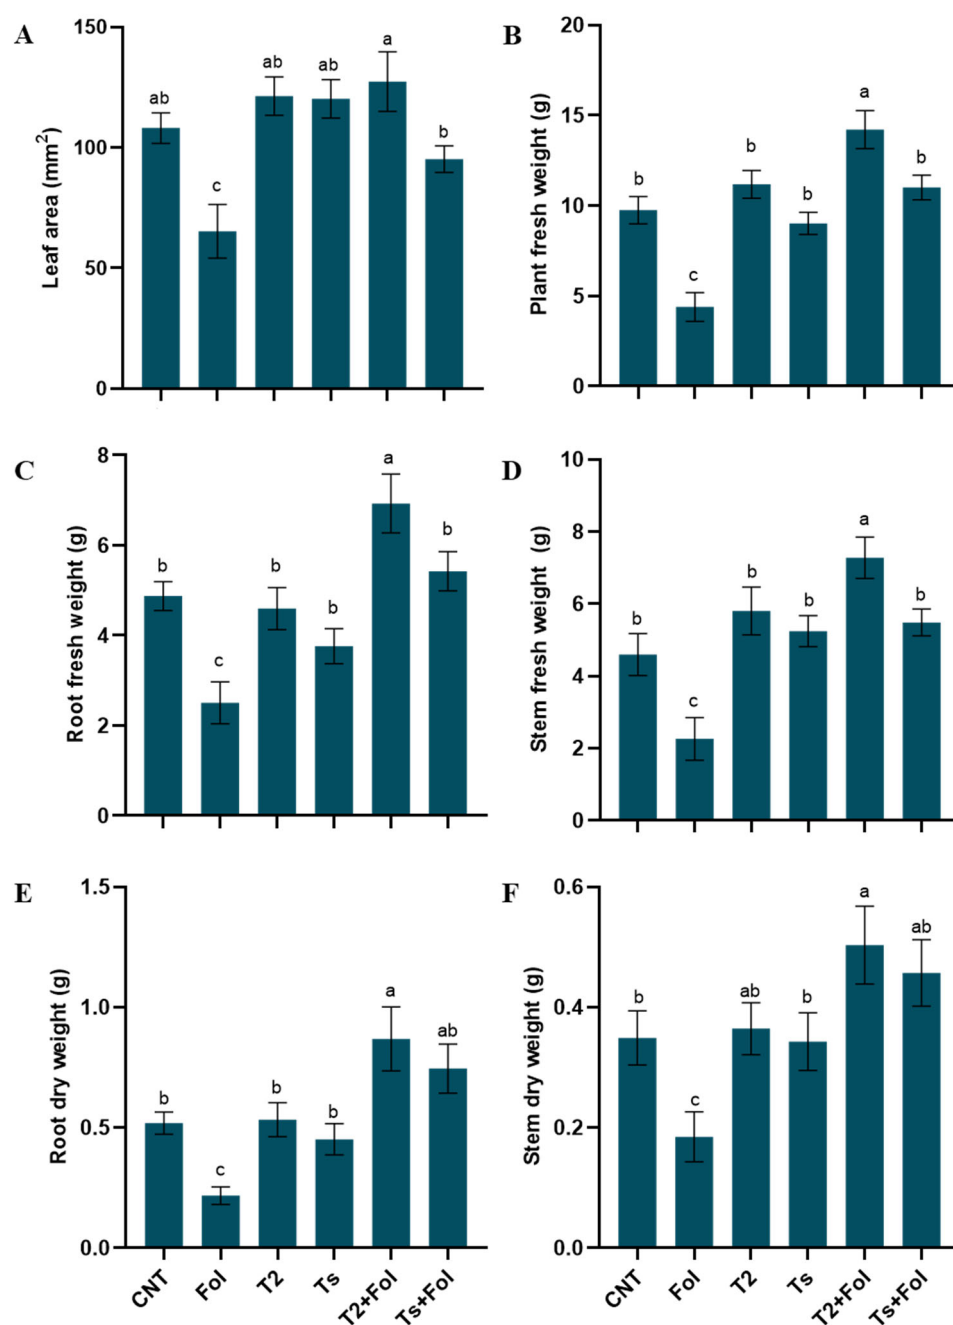 A
Leaf area (mm²)
150
100
50
0
ab
c
ab
ab
a
b
B
Plant fresh weight (g)
20
15
10
5
0
b
c
b
b
a
b
C
Root fresh weight (g)
8
6
4
2
0
b
c
b
b
a
b
D
Stem fresh weight (g)
10
8
6
4
2
0
b
c
b
b
a
b
E
Root dry weight (g)
1.5
1.0
0.5
0.0
b
c
b
b
a
ab
CNT
Fol
T2
Ts
T2+Fol
Ts+Fol
F
Stem dry weight (g)
0.6
0.4
0.2
0.0
b
c
ab
b
a
ab
CNT
Fol
T2
Ts
T2+Fol
Ts+Fol